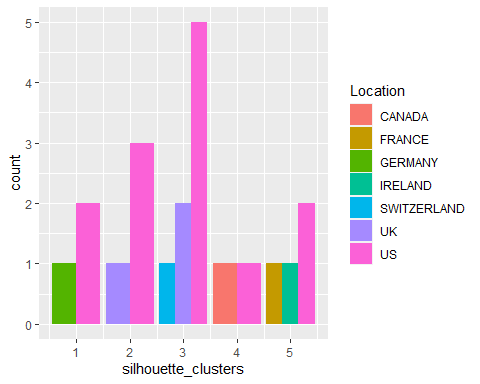 5
4
3
2
1
0
count
1 2 3 4 5
silhouette_clusters
Location
CANADA
FRANCE
GERMANY
IRELAND
SWITZERLAND
UK
US